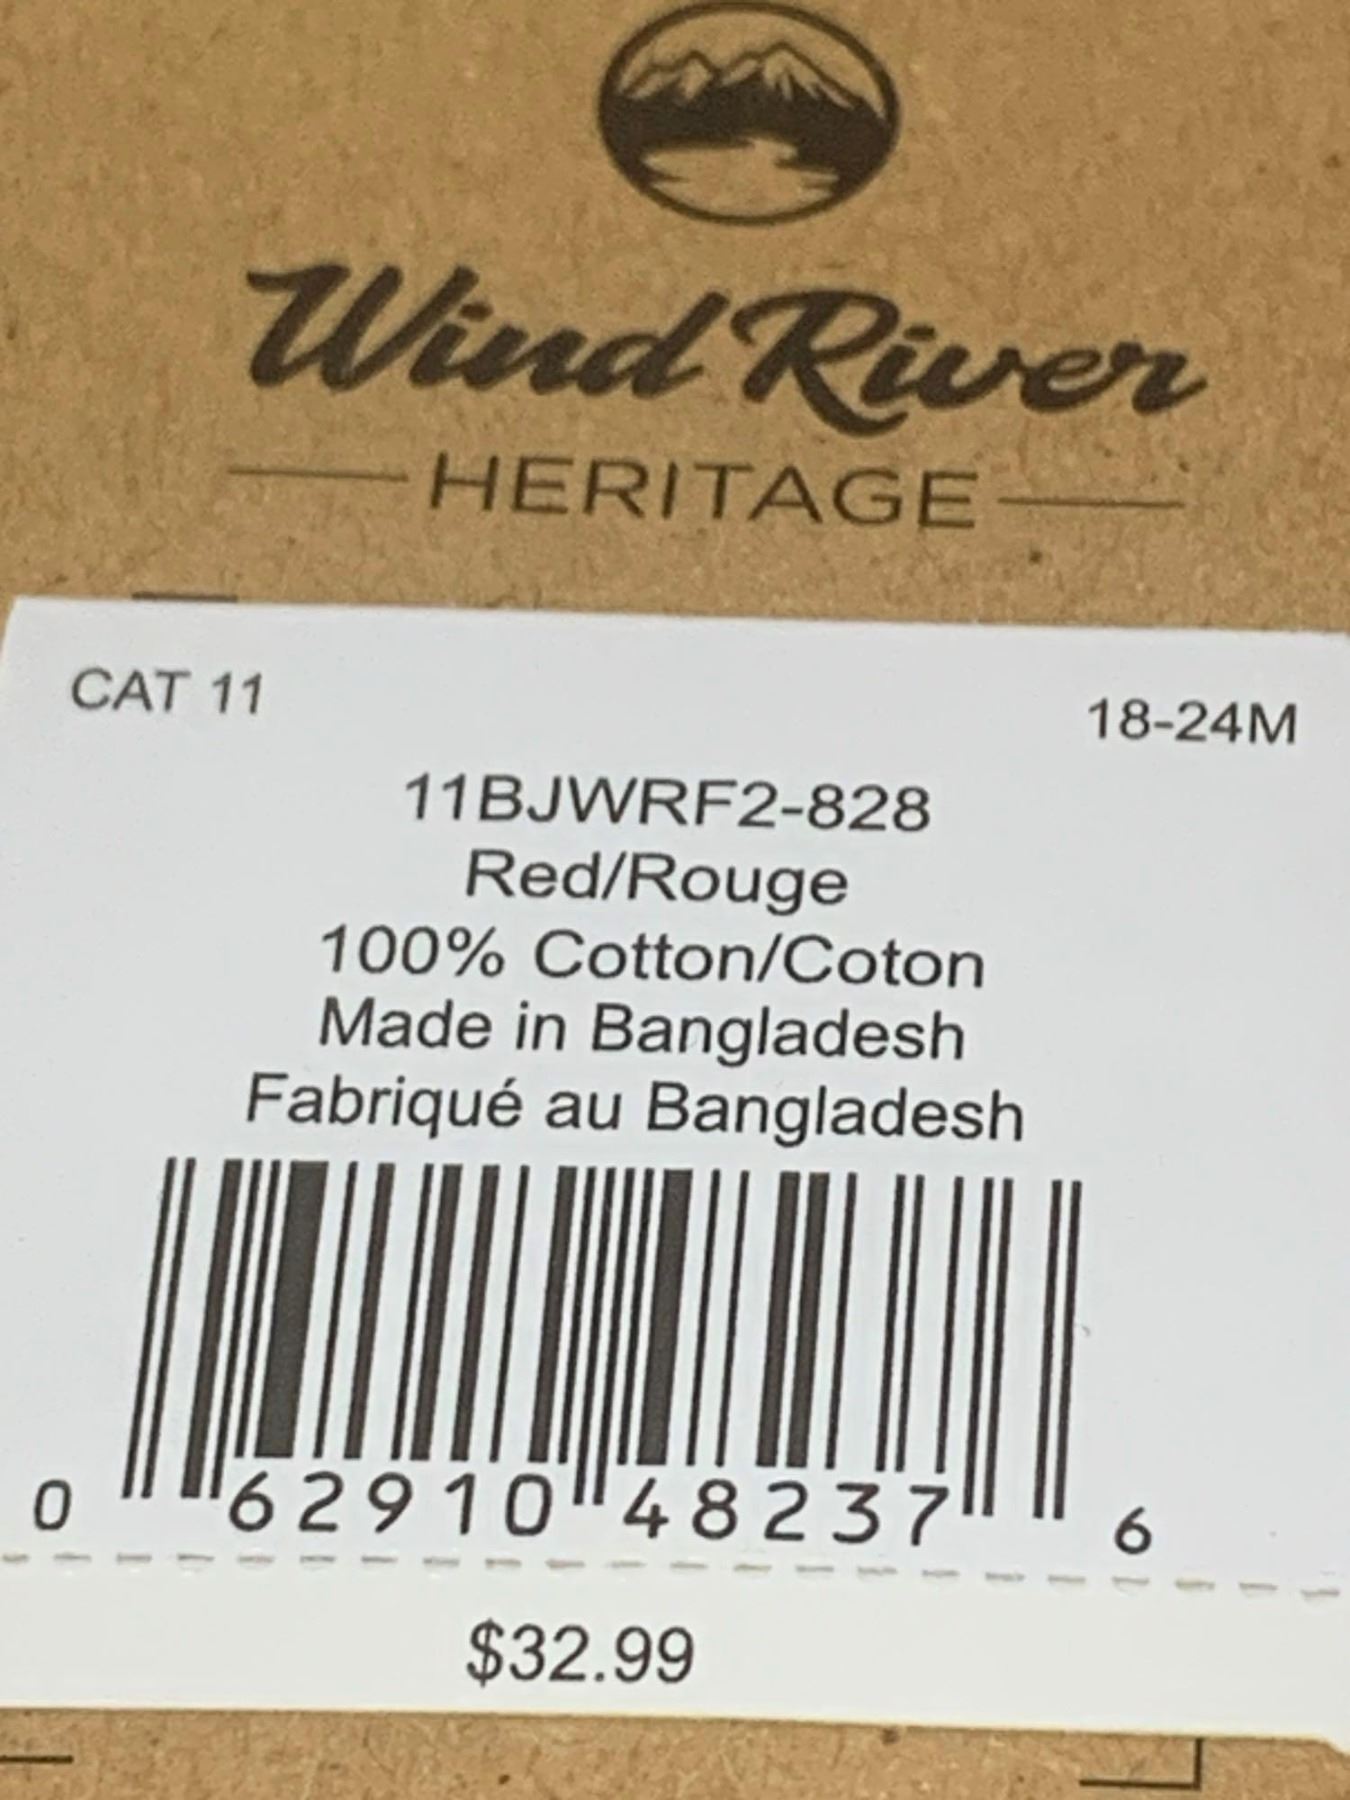 Wind River
HERITAGE
CAT 11
18-24M
11BJWRF2-828
Red/Rouge
100% Cotton/Coton
Made in Bangladesh
Fabriqué au Bangladesh
0 62910 48237 6
$32.99